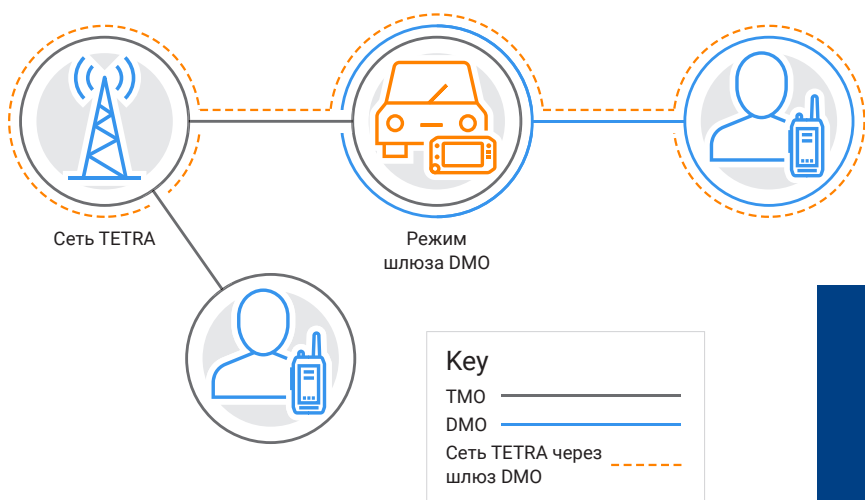 Сеть TETRA
Режим
шлюза DMO
Key
TMO
DMO
Сеть TETRA через
шлюз DMO